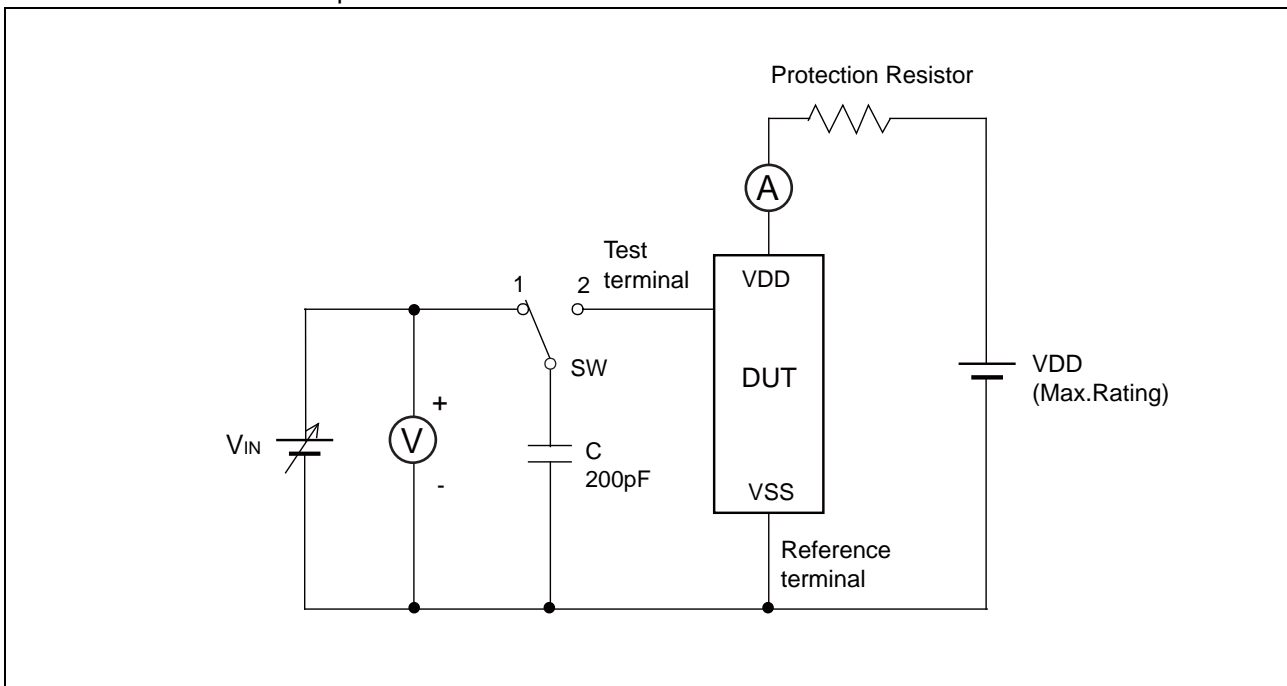 Protection Resistor
A
Test
terminal
1
2
VDD
SW
DUT
VDD
(Max.Rating)
+
VIN
V
C
200pF
-
VSS
Reference
terminal